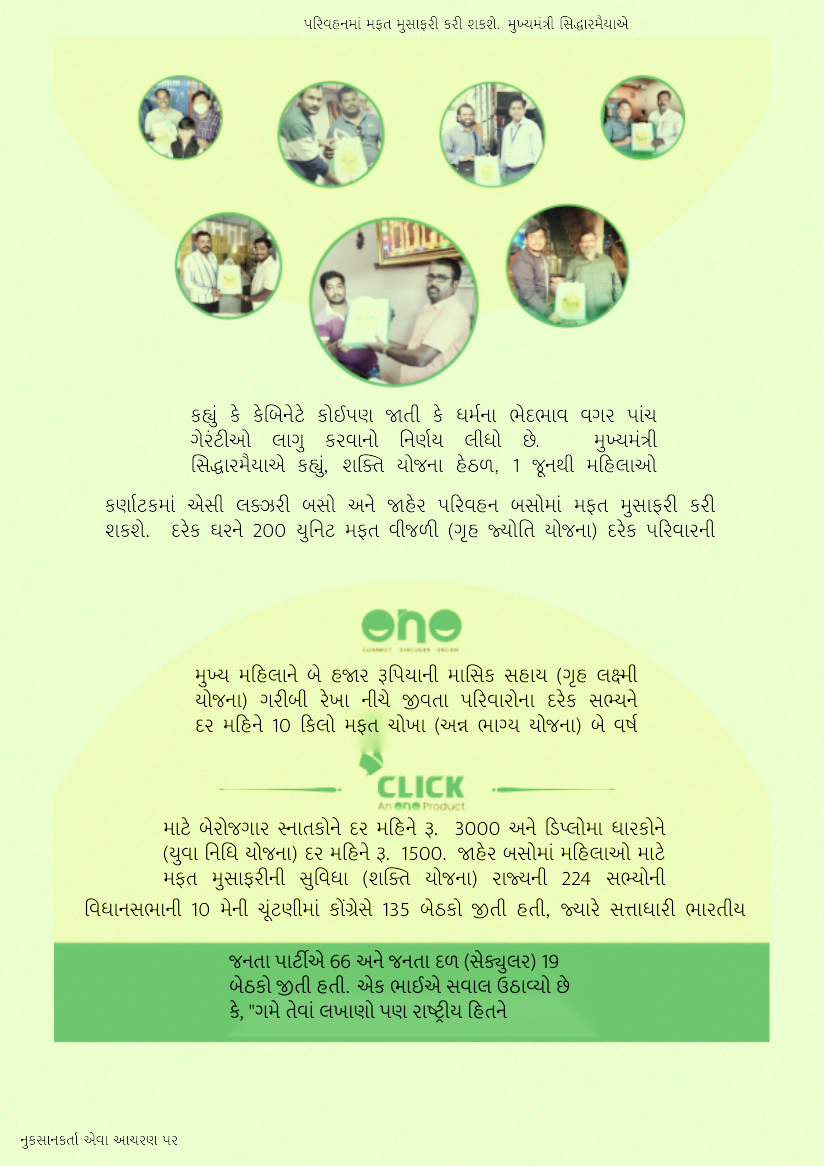 પરિવહનમાં મફત મુસાફરી કરી શકશે. મુખ્યમંત્રી સિદ્ધારમૈયાએ
કહ્યું કે કેબિનેટે કોઈપણ જાતી કે ધર્મના ભેદભાવ વગર પાંચ
ગેરંટીઓ લાગુ કરવાનો નિર્ણય લીધો છે. મુખ્યમંત્રી
સિદ્ધારમૈયાએ કહ્યું, શક્તિ યોજના હેઠળ, 1 જૂનથી મહિલાઓ
કર્ણાટકમાં એસી લક્ઝરી બસો અને જાહેર પરિવહન બસોમાં મફત મુસાફરી કરી
શકશે. દરેક ઘરને 200 યુનિટ મફત વીજળી (ગૃહ જ્યોતિ યોજના) દરેક પરિવારની
ono
CONNECT DISCOVER ENGAGE
મુખ્ય મહિલાને બે હજાર રૂપિયાની માસિક સહાય (ગૃહ લક્ષ્મી
યોજના) ગરીબી રેખા નીચે જીવતા પરિવારોના દરેક સભ્યને
દર મહિને 10 કિલો મફત ચોખા (અન્ન ભાગ્ય યોજના) બે વર્ષ
CLICK
An ono Product
માટે બેરોજગાર સ્નાતકોને દર મહિને રૂ. 3000 અને ડિપ્લોમા ધારકોને
(યુવા નિધિ યોજના) દર મહિને રૂ. 1500. જાહેર બસોમાં મહિલાઓ માટે
મફત મુસાફરીની સુવિધા (શક્તિ યોજના) રાજ્યની 224 સભ્યોની
વિધાનસભાની 10 મેની ચૂંટણીમાં કોંગ્રેસે 135 બેઠકો જીતી હતી, જ્યારે સત્તાધારી ભારતીય
જનતા પાર્ટીએ 66 અને જનતા દળ (સેક્યુલર) 19
બેઠકો જીતી હતી. એક ભાઈએ સવાલ ઉઠાવ્યો છે
કે, "ગમે તેવાં લખાણો પણ રાષ્ટ્રીય હિતને
નુકસાનકર્તા એવા આચરણ પર